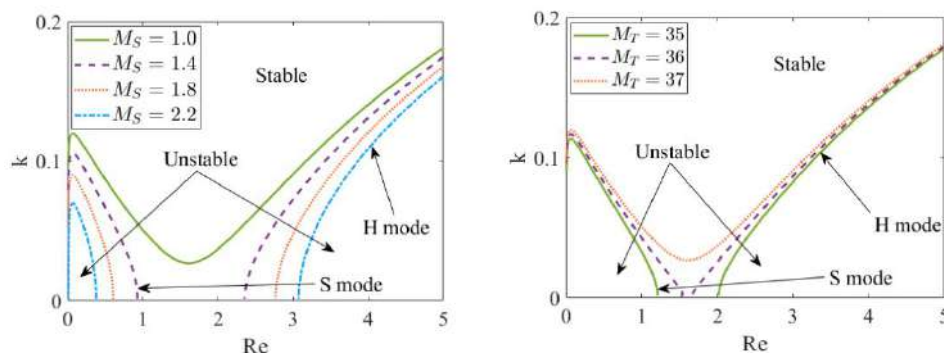 0.2
M_S = 1.0
M_S = 1.4
M_S = 1.8
M_S = 2.2
Stable
k
0.1
Unstable
H mode
S mode
0
0 1 2 3 4 5
Re
0.2
M_T = 35
M_T = 36
M_T = 37
Stable
k
0.1
Unstable
H mode
S mode
0
0 1 2 3 4 5
Re